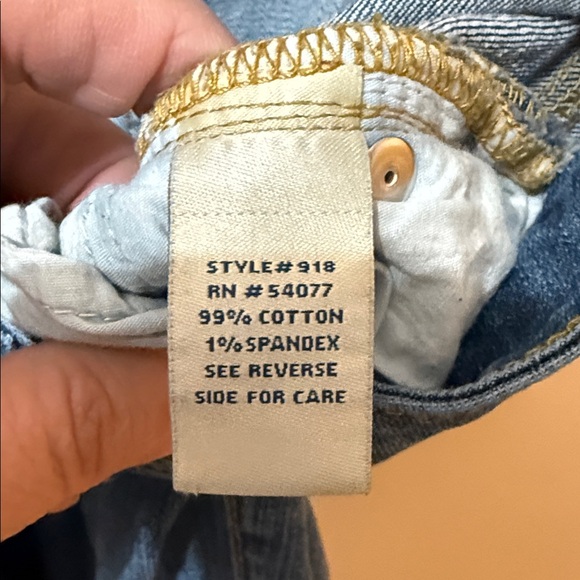 STYLE# 918
RN # 54077
99% COTTON
1% SPANDEX
SEE REVERSE
SIDE FOR CARE